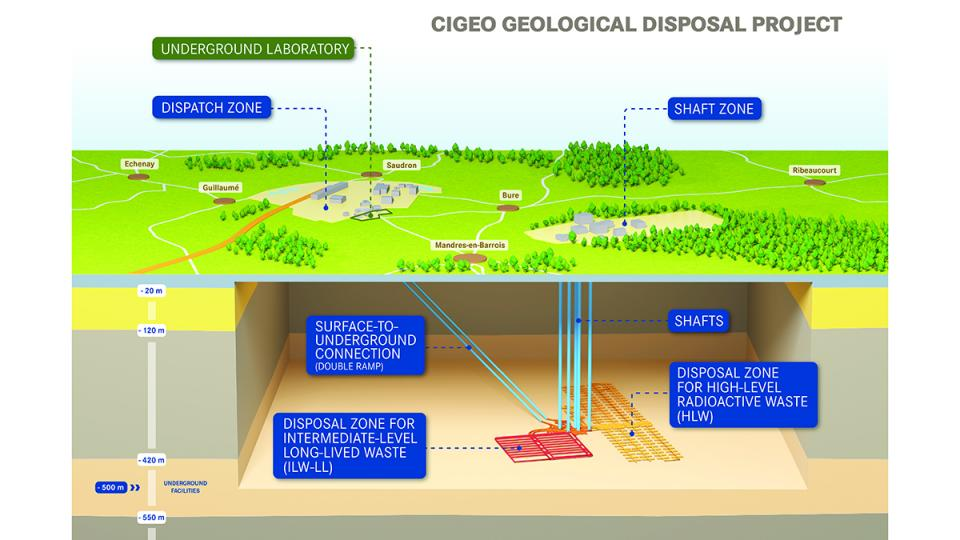 CIGEO GEOLOGICAL DISPOSAL PROJECT
UNDERGROUND LABORATORY
DISPATCH ZONE
SHAFT ZONE
Echenay
Saudron
Ribeaucourt
Guillaumé
Bure
Mandres-en-Barrois
- 20 m
- 120 m
SURFACE-TO-
UNDERGROUND
CONNECTION
(DOUBLE RAMP)
SHAFTS
DISPOSAL ZONE
FOR HIGH-LEVEL
RADIOACTIVE WASTE
(HLW)
DISPOSAL ZONE FOR
INTERMEDIATE-LEVEL
LONG-LIVED WASTE
(ILW-LL)
- 420 m
- 500 m
UNDERGROUND
FACILITIES
- 550 m